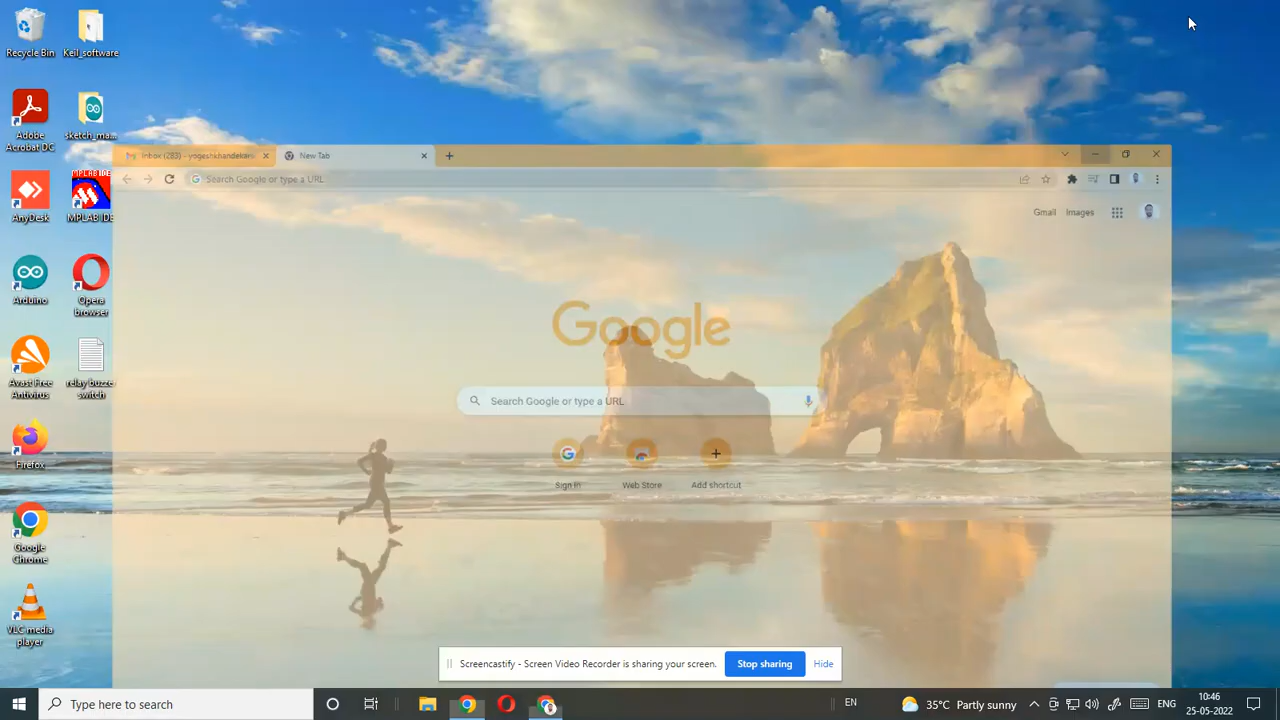 Recycle Bin
Keil_software
Adobe
Acrobat DC
sketch_ma...
AnyDesk
MPLAB IDE
MPLAB IDE
Arduino
Opera
browser
Avast Free
Antivirus
relay buzze
switch
Firefox
Google
Chrome
VLC media
player
New Tab
Search Google or type a URL
Gmail
Images
Google
Search Google or type a URL
Sign in
Web Store
Add shortcut
Screencastify - Screen Video Recorder is sharing your screen.
Stop sharing
Hide
Type here to search
EN
35°C Partly sunny
ENG
10:46
25-05-2022